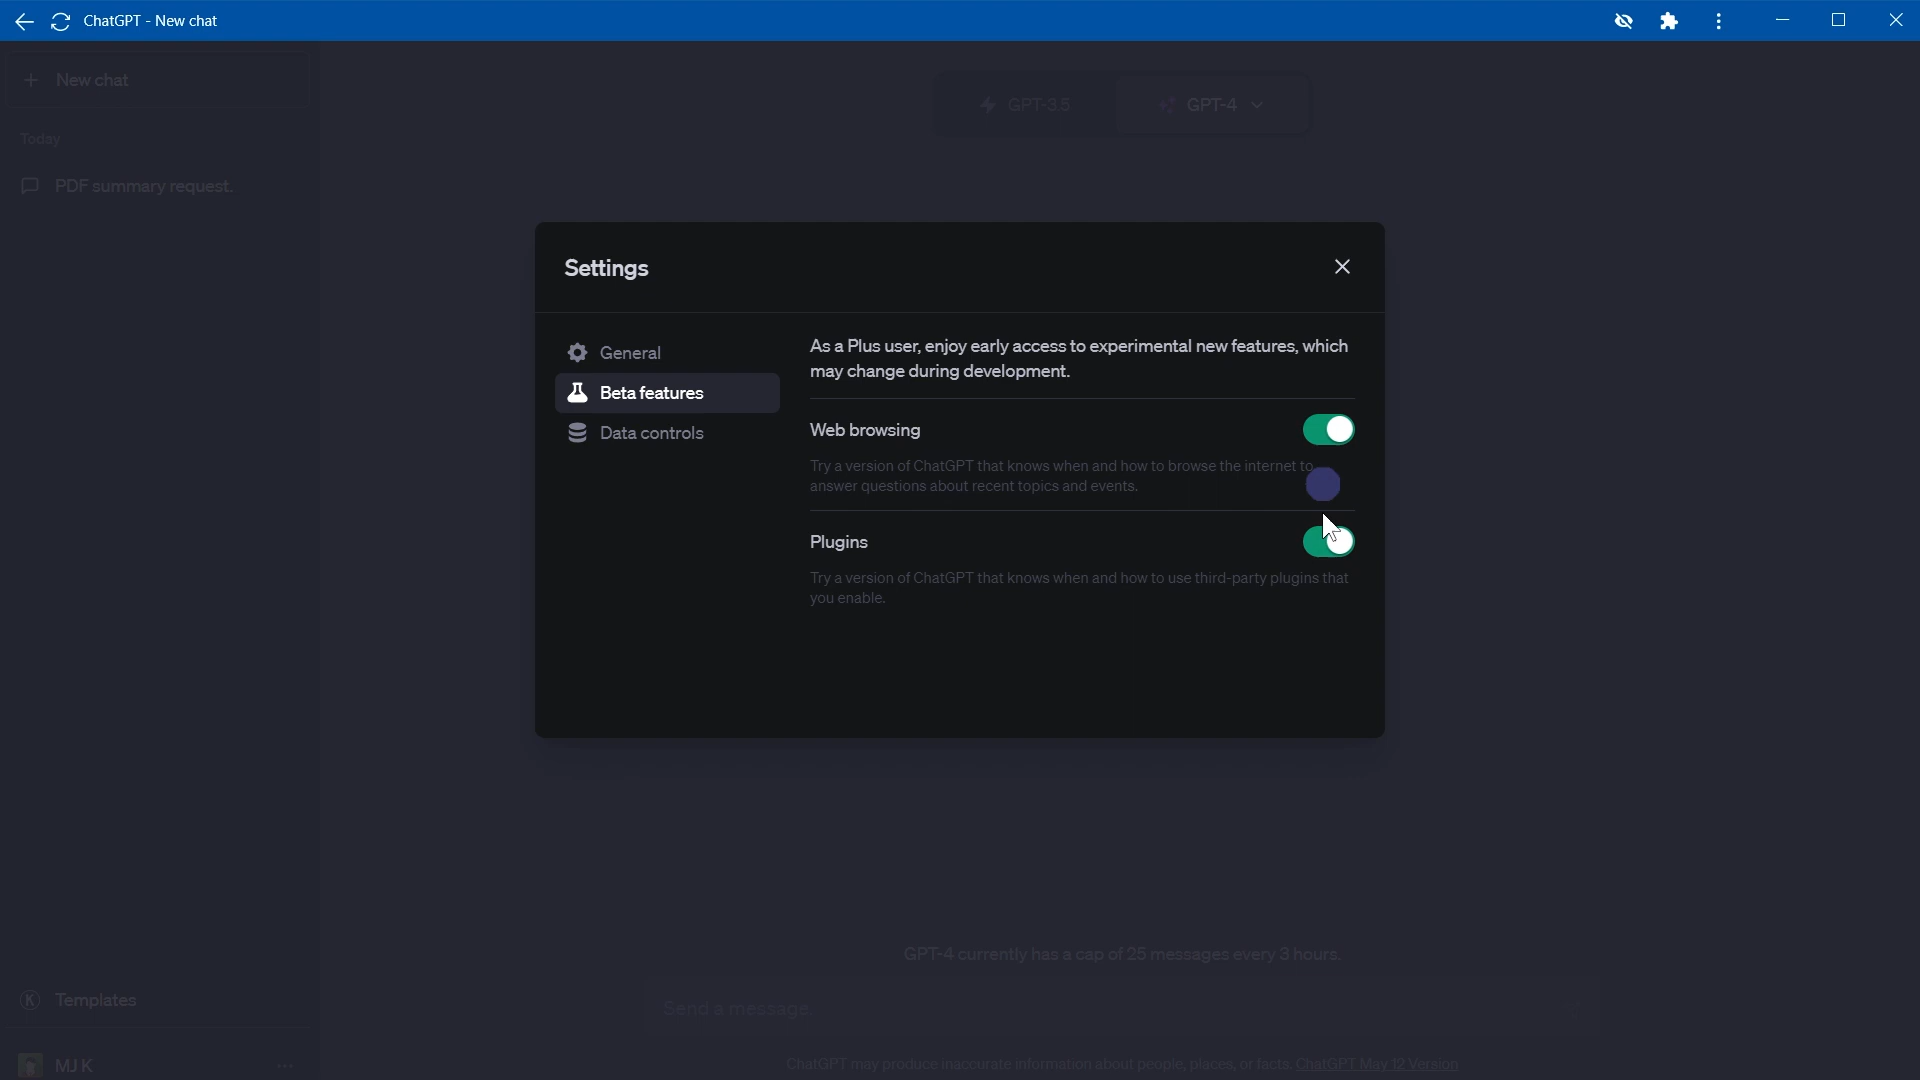 ChatGPT - New chat
New chat
GPT-3.5
GPT-4
Today
PDF summary request.
Settings
General
Beta features
Data controls
As a Plus user, enjoy early access to experimental new features, which
may change during development.
Web browsing
Try a version of ChatGPT that knows when and how to browse the internet to
answer questions about recent topics and events.
Plugins
Try a version of ChatGPT that knows when and how to use third-party plugins that
you enable.
GPT-4 currently has a cap of 25 messages every 3 hours.
Templates
Send a message.
MJ K
ChatGPT may produce inaccurate information about people, places, or facts. ChatGPT May 12 Version